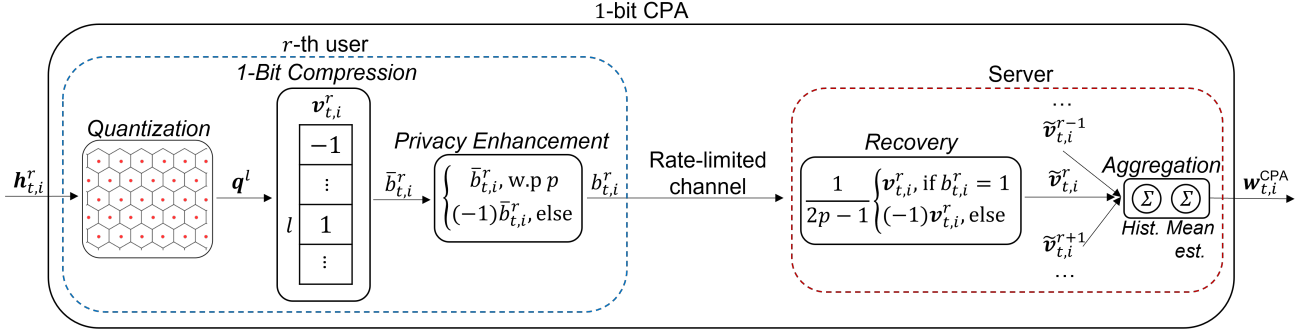 1-bit CPA
r-th user
1-Bit Compression
Server
v^r_{t,i}
...
Quantization
−1
Privacy Enhancement
Recovery
ṽ^{r−1}_{t,i}
Rate-limited
channel
Aggregation
h^r_{t,i}
q^l
⋮
b̄^r_{t,i}
{ b̄^r_{t,i}, w.p p
(−1)b̄^r_{t,i}, else
b^r_{t,i}
1/(2p − 1) { v^r_{t,i}, if b^r_{t,i} = 1
(−1)v^r_{t,i}, else
ṽ^r_{t,i}
Σ Σ
w^{CPA}_{t,i}
l 1
Hist. Mean
est.
⋮
ṽ^{r+1}_{t,i}
...